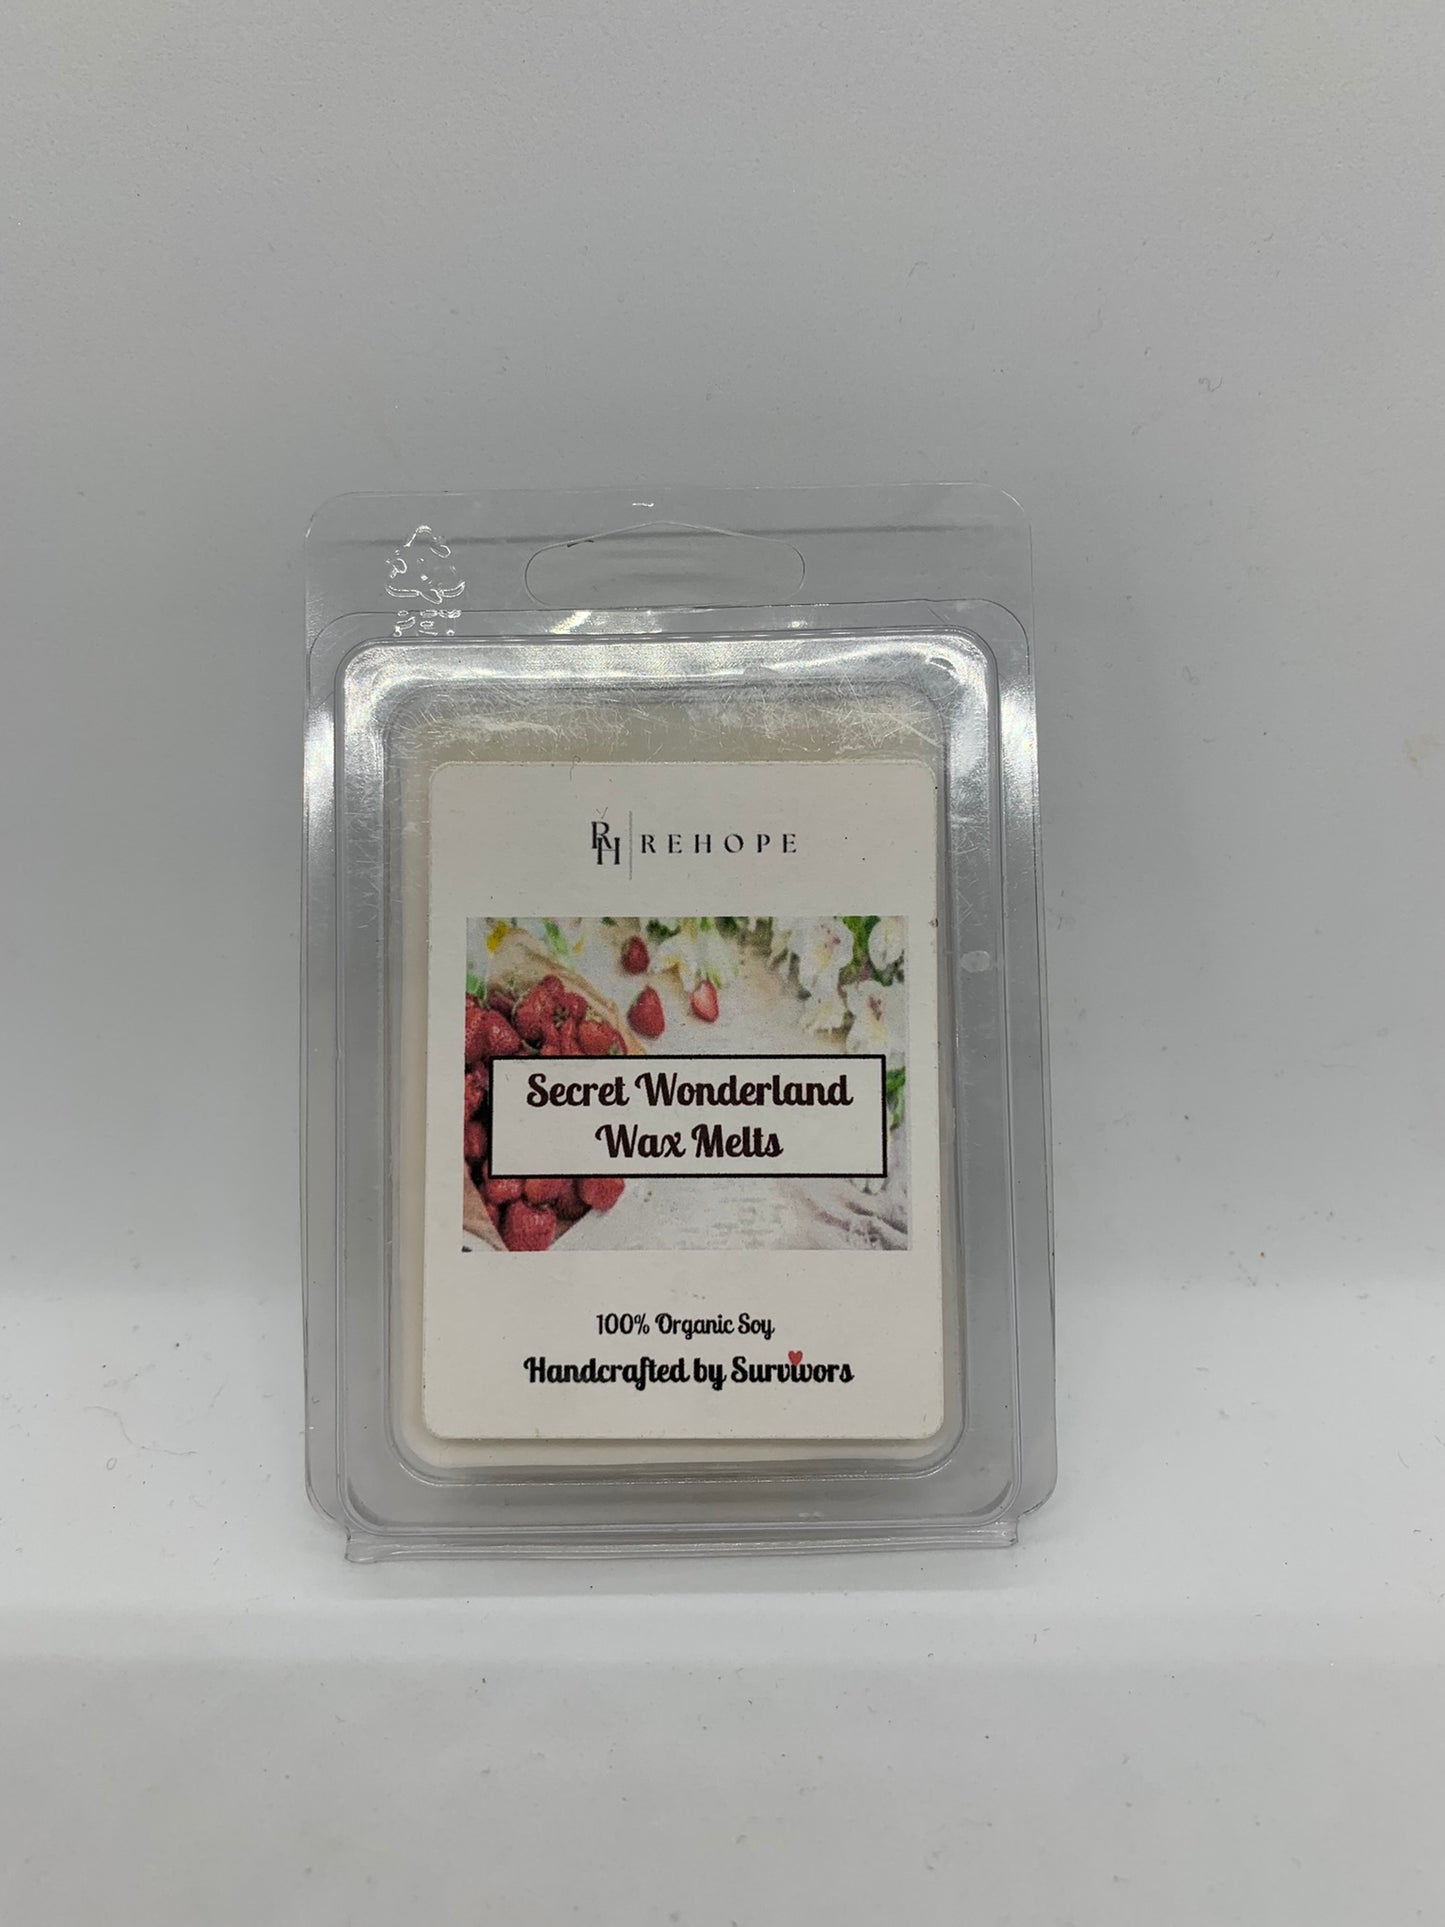 RH REHOPE
Secret Wonderland
Wax Melts
100% Organic Soy
Handcrafted by Survivors